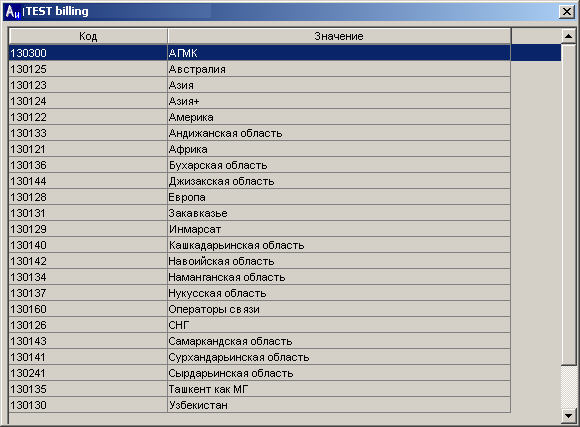 Aи TEST billing
Код Значение
130300 АГМК
130125 Австралия
130123 Азия
130124 Азия+
130122 Америка
130133 Андижанская область
130121 Африка
130136 Бухарская область
130144 Джизакская область
130128 Европа
130131 Закавказье
130129 Инмарсат
130140 Кашкадарьинская область
130142 Навоийская область
130134 Наманганская область
130137 Нукусская область
130160 Операторы связи
130126 СНГ
130143 Самаркандская область
130141 Сурхандарьинская область
130241 Сырдарьинская область
130135 Ташкент как МГ
130130 Узбекистан